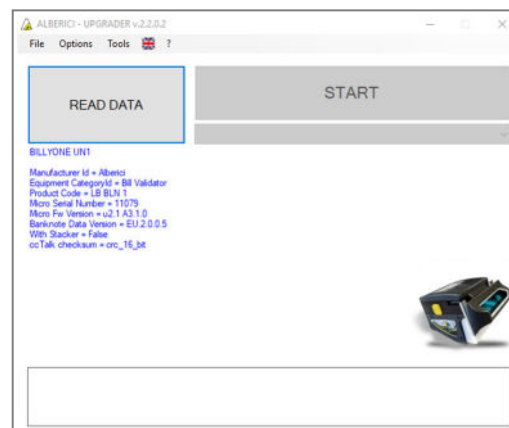 ALBERICI - UPGRADER v.2.2.0.2
File Options Tools ?
READ DATA
START
BILLYONE UN1
Manufacturer Id = Alberici
Equipment CategoryId = Bill Validator
Product Code = LB BLN 1
Micro Serial Number = 11079
Micro Fw Version = u2.1 A3.1.0
Banknote Data Version = EU.2.0.0.5
With Stacker = False
ccTalk checksum = crc_16_bit